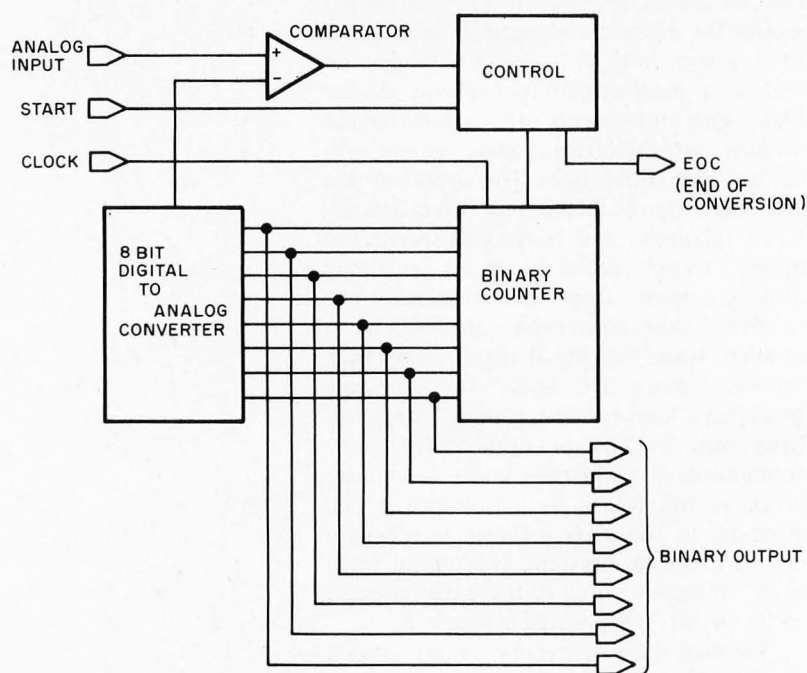 COMPARATOR
ANALOG
INPUT
+
−
CONTROL
START
CLOCK
EOC
(END OF
CONVERSION)
8 BIT
DIGITAL
TO
ANALOG
CONVERTER
BINARY
COUNTER
BINARY OUTPUT